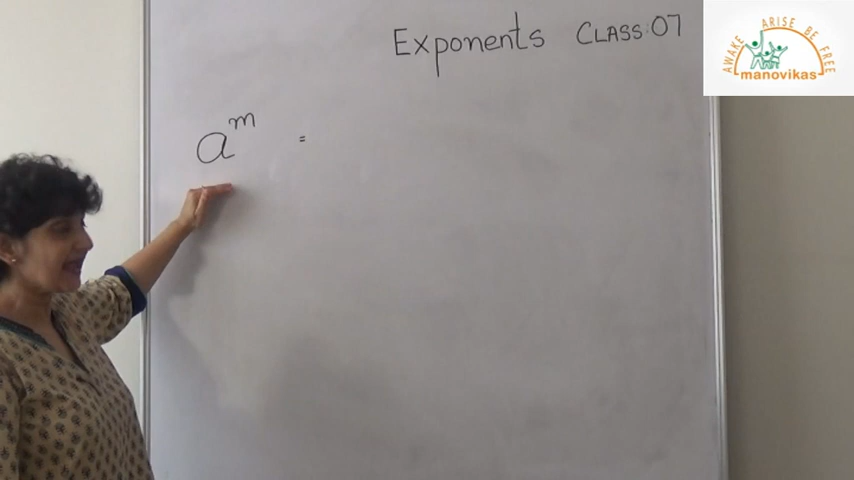 Exponents CLASS:07
AWAKE ARISE BE FREE
manovikas
a^m =